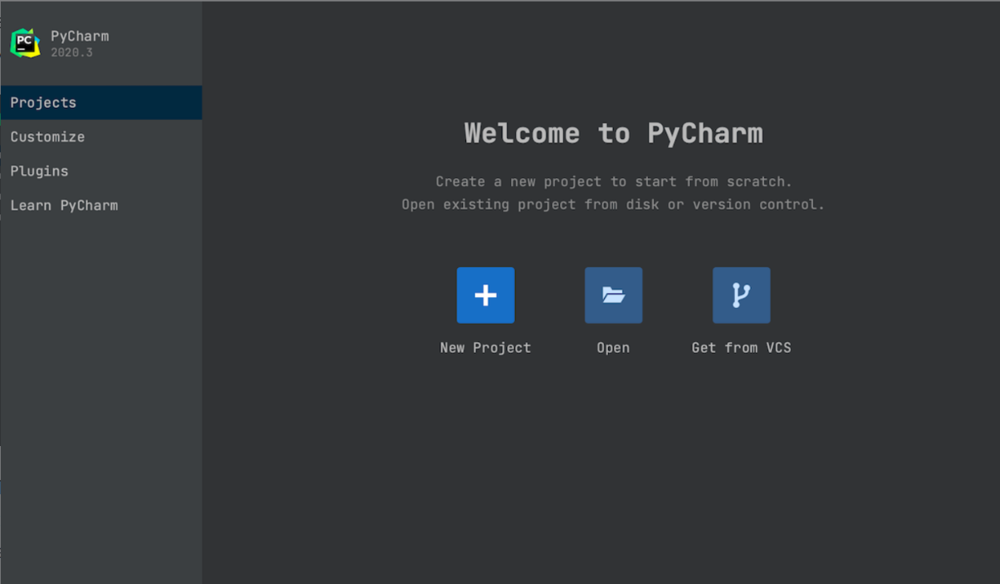 PC
PyCharm
2020.3
Projects
Customize
Plugins
Learn PyCharm
Welcome to PyCharm
Create a new project to start from scratch.
Open existing project from disk or version control.
New Project
Open
Get from VCS